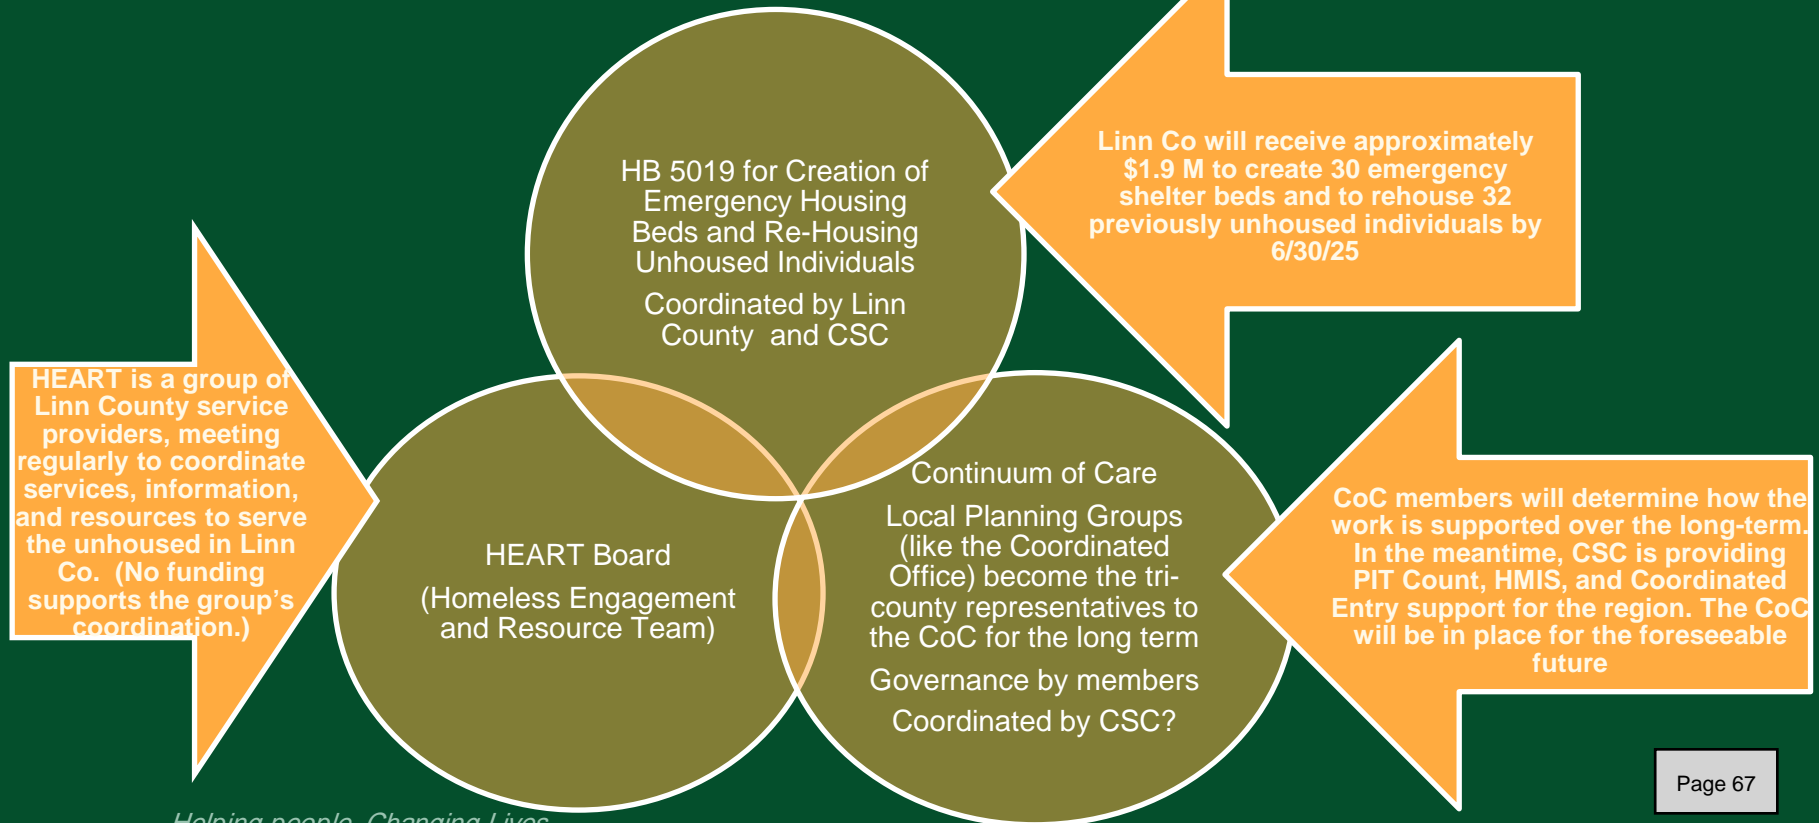 HB 5019 for Creation of
Emergency Housing
Beds and Re-Housing
Unhoused Individuals
Coordinated by Linn
County and CSC
Linn Co will receive approximately
$1.9 M to create 30 emergency
shelter beds and to rehouse 32
previously unhoused individuals by
6/30/25
HEART is a group of
Linn County service
providers, meeting
regularly to coordinate
services, information,
and resources to serve
the unhoused in Linn
Co. (No funding
supports the group’s
coordination.)
HEART Board
(Homeless Engagement
and Resource Team)
Continuum of Care
Local Planning Groups
(like the Coordinated
Office) become the tri-
county representatives to
the CoC for the long term
Governance by members
Coordinated by CSC?
CoC members will determine how the
work is supported over the long-term.
In the meantime, CSC is providing
PIT Count, HMIS, and Coordinated
Entry support for the region. The CoC
will be in place for the foreseeable
future
Helping people. Changing Lives.
Page 67